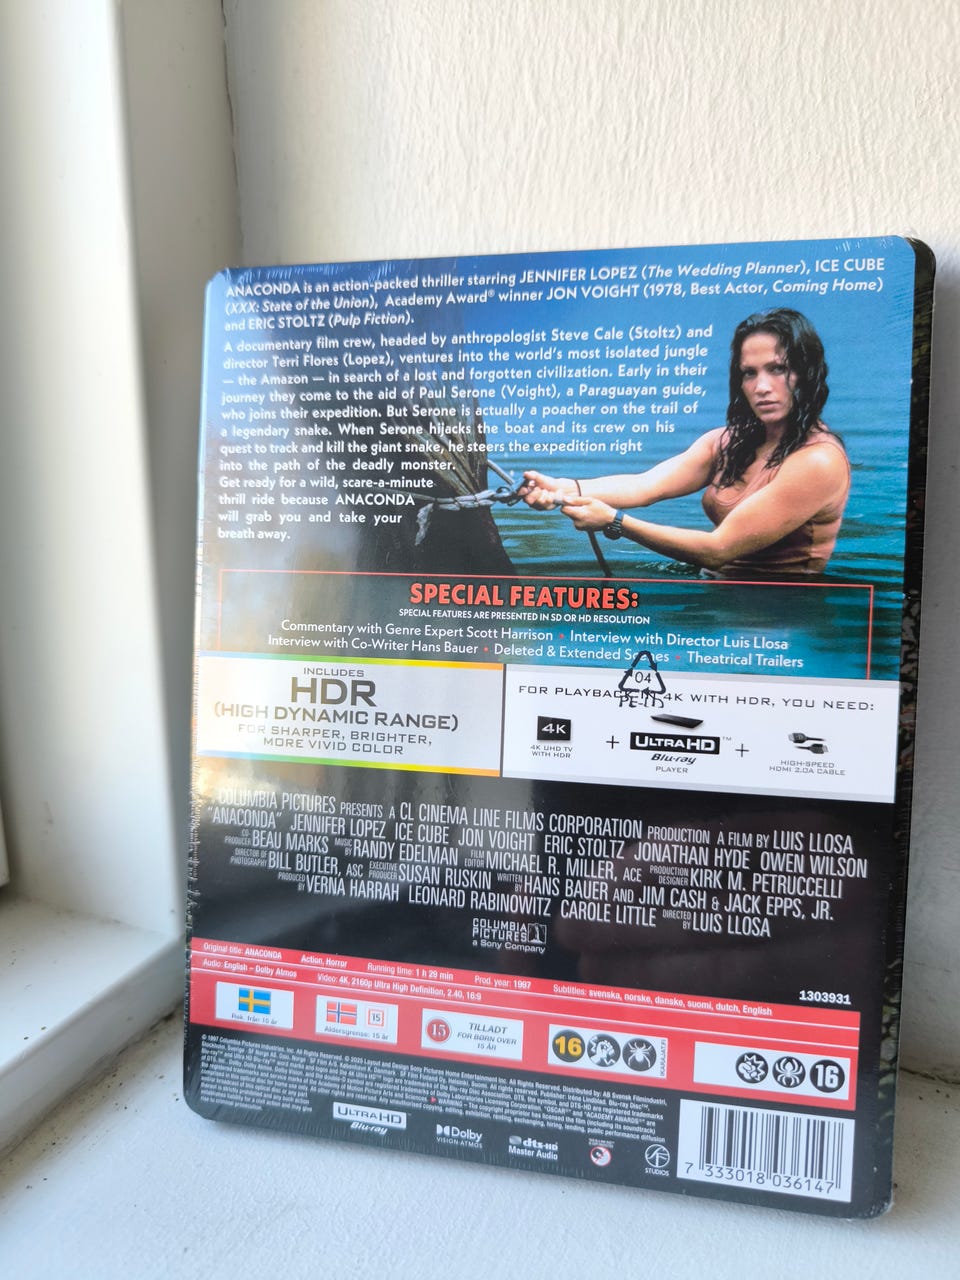 ANACONDA is an action-packed thriller starring JENNIFER LOPEZ (The Wedding Planner), ICE CUBE
(XXX: State of the Union), Academy Award® winner JON VOIGHT (1978, Best Actor, Coming Home)
and ERIC STOLTZ (Pulp Fiction).
A documentary film crew, headed by anthropologist Steve Cale (Stoltz) and
director Terri Flores (Lopez), ventures into the world's most isolated jungle
— the Amazon — in search of a lost and forgotten civilization. Early in their
journey they come to the aid of Paul Serone (Voight), a Paraguayan guide,
who joins their expedition. But Serone is actually a poacher on the trail of
a legendary snake. When Serone hijacks the boat and its crew on his
quest to track and kill the giant snake, he steers the expedition right
into the path of the deadly monster.
Get ready for a wild, scare-a-minute
thrill ride because ANACONDA
will grab you and take your
breath away.
SPECIAL FEATURES:
SPECIAL FEATURES ARE PRESENTED IN SD OR HD RESOLUTION
Commentary with Genre Expert Scott Harrison • Interview with Director Luis Llosa
Interview with Co-Writer Hans Bauer • Deleted & Extended Scenes • Theatrical Trailers
04
PE-LD
INCLUDES
HDR
(HIGH DYNAMIC RANGE)
FOR SHARPER, BRIGHTER,
MORE VIVID COLOR
FOR PLAYBACK IN 4K WITH HDR, YOU NEED:
4K
4K UHD TV
WITH HDR
+
ULTRA HD™
Blu-ray
PLAYER
+
HIGH-SPEED
HDMI 2.0A CABLE
COLUMBIA PICTURES PRESENTS A CL CINEMA LINE FILMS CORPORATION PRODUCTION A FILM BY LUIS LLOSA
"ANACONDA" JENNIFER LOPEZ ICE CUBE JON VOIGHT ERIC STOLTZ JONATHAN HYDE OWEN WILSON
CO-PRODUCER BEAU MARKS MUSIC BY RANDY EDELMAN FILM EDITOR MICHAEL R. MILLER, ACE PRODUCTION DESIGNER KIRK M. PETRUCCELLI
DIRECTOR OF PHOTOGRAPHY BILL BUTLER, ASC EXECUTIVE PRODUCER SUSAN RUSKIN WRITTEN BY HANS BAUER AND JIM CASH & JACK EPPS, JR.
PRODUCED BY VERNA HARRAH LEONARD RABINOWITZ CAROLE LITTLE DIRECTED BY LUIS LLOSA
COLUMBIA
PICTURES
a Sony Company
1303931
Original title: ANACONDA Action, Horror Running time: 1 h 29 min Prod. year: 1997 Subtitles: svenska, norske, danske, suomi, dutch, English
Audio: English – Dolby Atmos Video: 4K, 2160p Ultra High Definition, 2.40, 16:9
Rek. från: 15 år
Aldersgrense: 15 år
15
15
TILLADT
FOR BØRN OVER
15 ÅR
16
IKARAJAT.FI
16
ULTRA HD
Blu-ray
Dolby
VISION·ATMOS
dts-HD
Master Audio
SF
STUDIOS
7 333018 036147